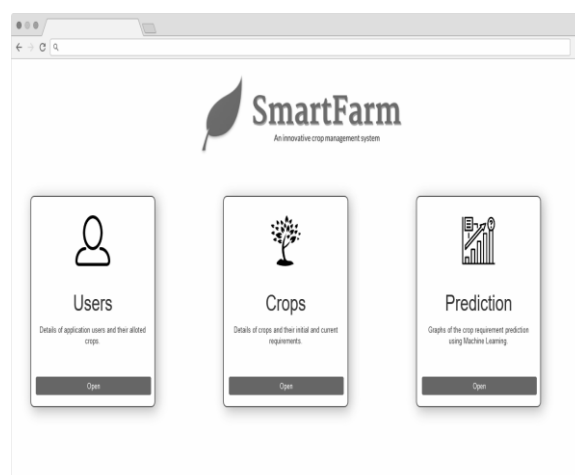 SmartFarm
An innovative crop management system
Users
Details of application users and their alloted
crops.
Open
Crops
Details of crops and their initial and current
requirements.
Open
Prediction
Graphs of the crop requirement prediction
using Machine Learning.
Open